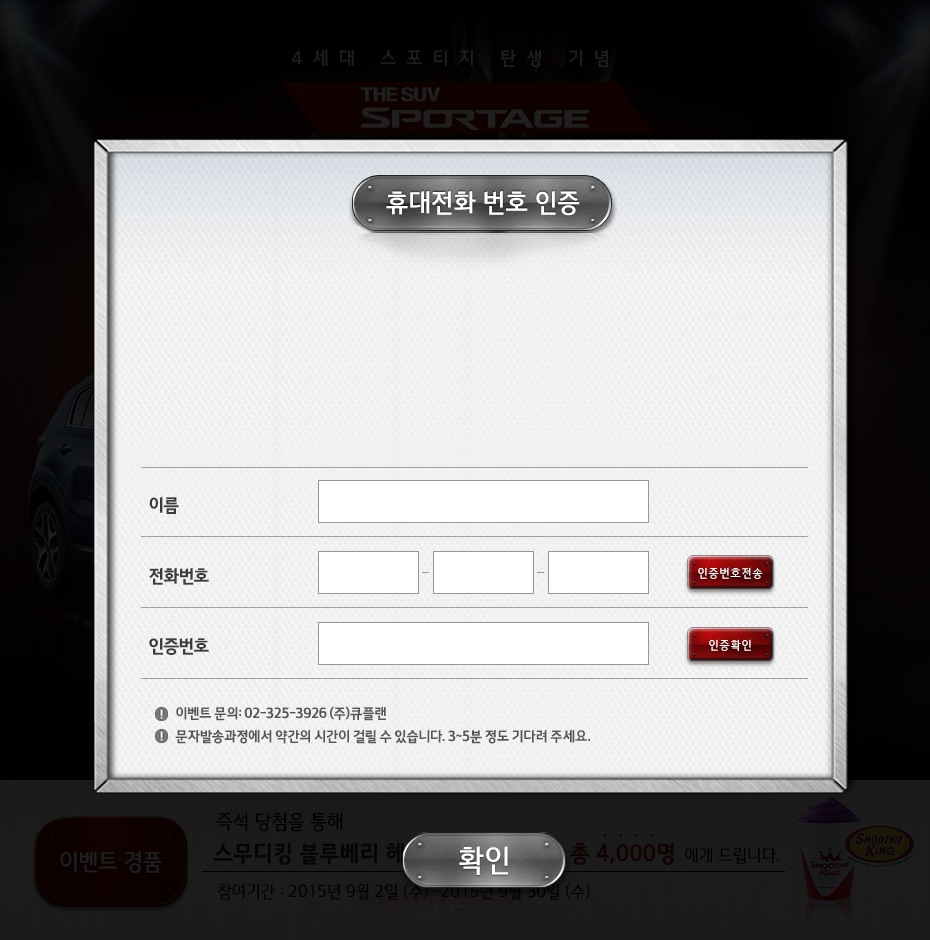 4세대 스포티지 탄생 기념
THE SUV
SPORTAGE
휴대전화 번호 인증
이름
전화번호
인증번호전송
인증번호
인증확인
이벤트 문의: 02-325-3926 (주)큐플랜
문자발송과정에서 약간의 시간이 걸릴 수 있습니다. 3~5분 정도 기다려 주세요.
즉석 당첨을 통해
이벤트 경품
스무디킹 블루베리 헤
총 4,000명 에게 드립니다.
확인
참여기간 : 2015년 9월 2일 (수) ~ 2015년 9월 30일 (수)
SMOOTHIE KING
SMOOTHIE KING